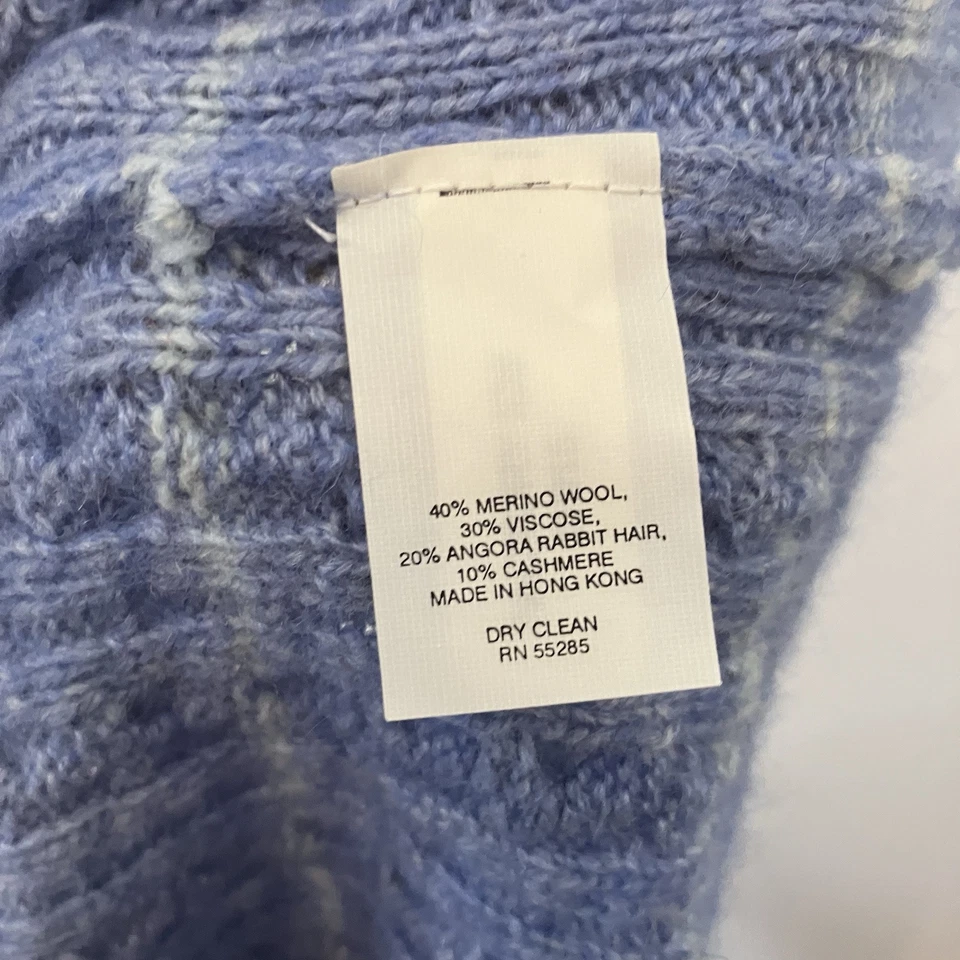 40% MERINO WOOL,
30% VISCOSE,
20% ANGORA RABBIT HAIR,
10% CASHMERE
MADE IN HONG KONG
DRY CLEAN
RN 55285